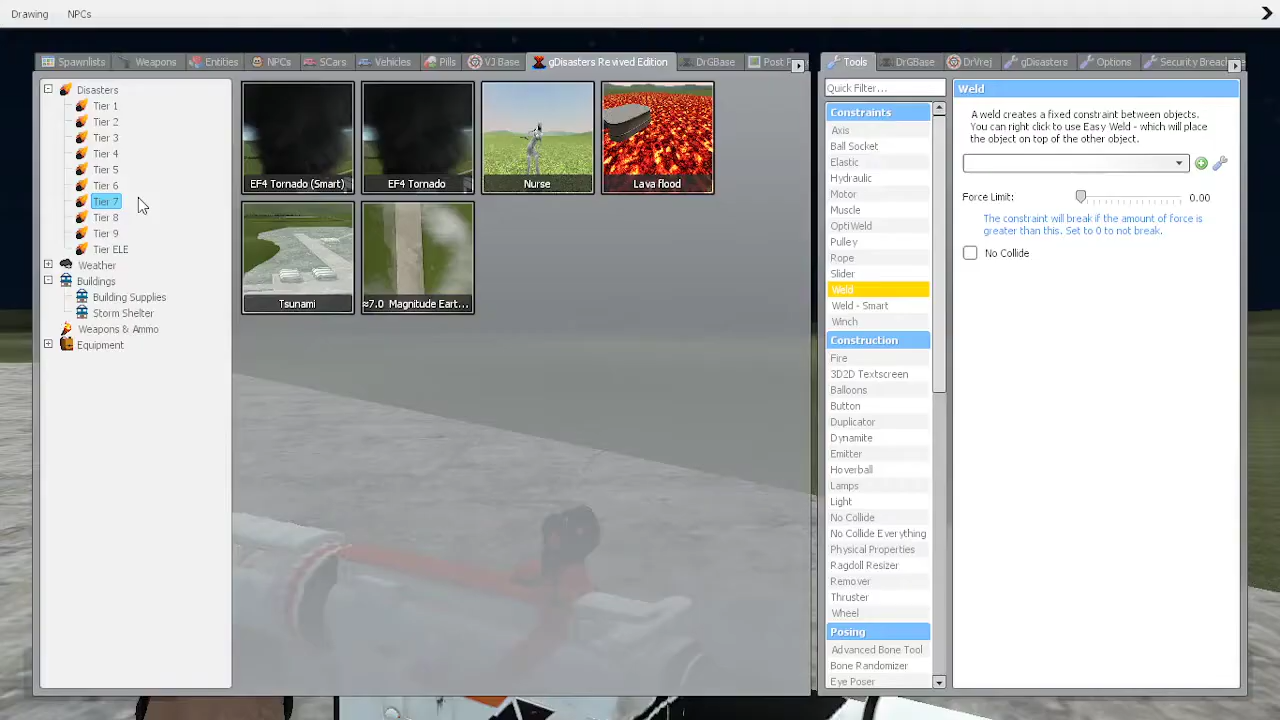 Drawing NPCs
Spawnlists Weapons Entities NPCs SCars Vehicles Pills VJ Base gDisasters Revived Edition DrGBase Post P
Tools DrGBase DrVrej gDisasters Options Security Breac
Disasters
Tier 1
Tier 2
Tier 3
Tier 4
Tier 5
Tier 6
Tier 7
Tier 8
Tier 9
Tier ELE
Weather
Buildings
Building Supplies
Storm Shelter
Weapons & Ammo
Equipment
EF4 Tornado (Smart)
EF4 Tornado
Nurse
Lava flood
Tsunami
≈7.0 Magnitude Eart...
Quick Filter...
Constraints
Axis
Ball Socket
Elastic
Hydraulic
Motor
Muscle
OptiWeld
Pulley
Rope
Slider
Weld
Weld - Smart
Winch
Construction
Fire
3D2D Textscreen
Balloons
Button
Duplicator
Dynamite
Emitter
Hoverball
Lamps
Light
No Collide
No Collide Everything
Physical Properties
Ragdoll Resizer
Remover
Thruster
Wheel
Posing
Advanced Bone Tool
Bone Randomizer
Eye Poser
Weld
A weld creates a fixed constraint between objects.
You can right click to use Easy Weld - which will place
the object on top of the other object.
Force Limit: 0.00
The constraint will break if the amount of force is
greater than this. Set to 0 to not break.
No Collide